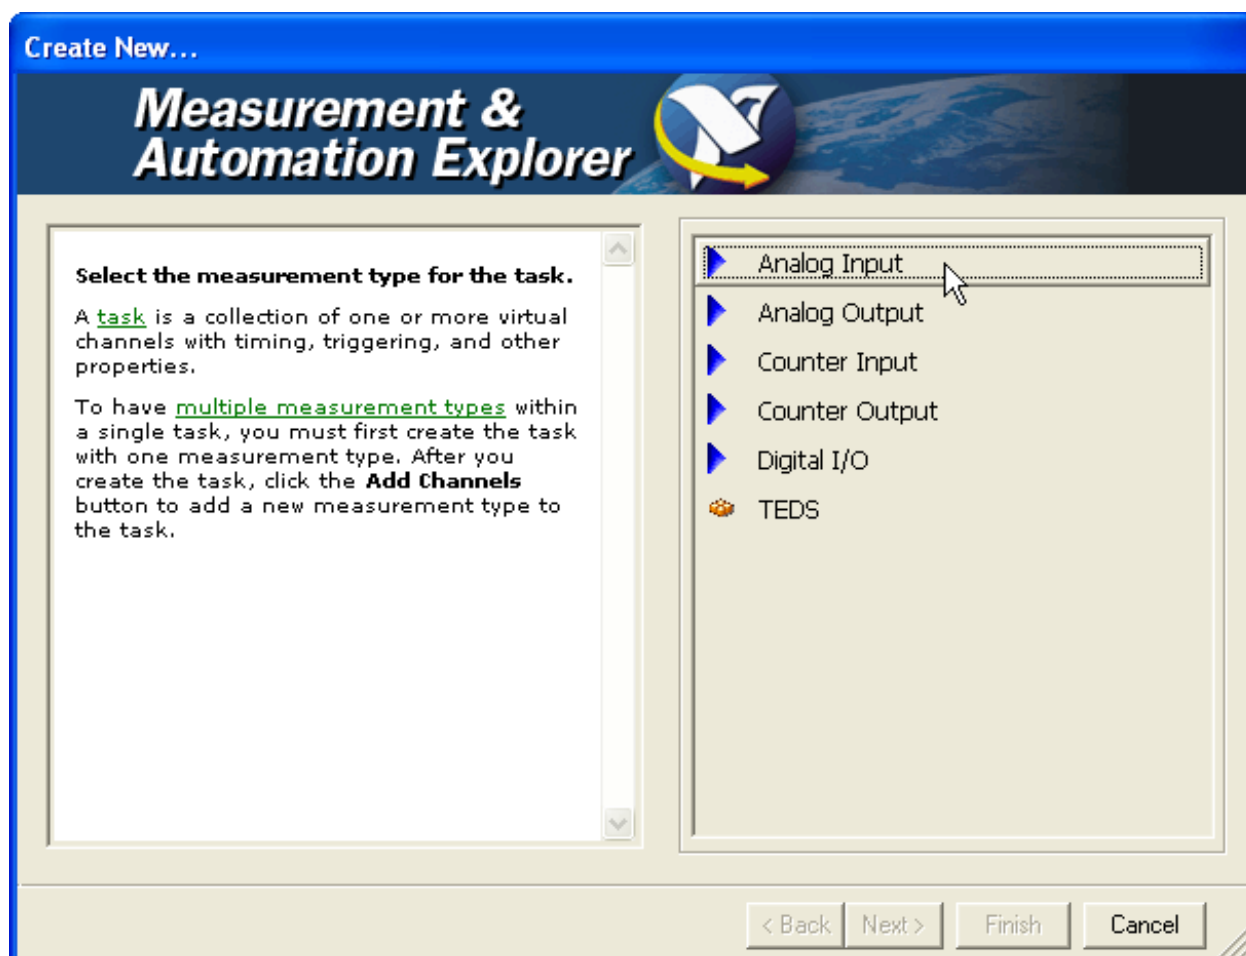 Create New...
Measurement &
Automation Explorer
Select the measurement type for the task.
A task is a collection of one or more virtual
channels with timing, triggering, and other
properties.
To have multiple measurement types within
a single task, you must first create the task
with one measurement type. After you
create the task, click the Add Channels
button to add a new measurement type to
the task.
Analog Input
Analog Output
Counter Input
Counter Output
Digital I/O
TEDS
< Back
Next >
Finish
Cancel